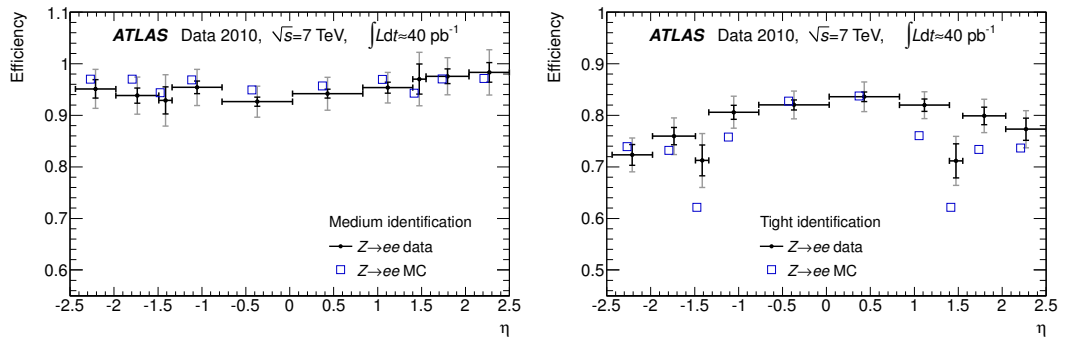 Efficiency
1.1
1
0.9
0.8
0.7
0.6
ATLAS Data 2010, √s=7 TeV, ∫Ldt≈40 pb⁻¹
Medium identification
Z→ee data
Z→ee MC
-2.5 -2 -1.5 -1 -0.5 0 0.5 1 1.5 2 2.5
η
Efficiency
1
0.9
0.8
0.7
0.6
0.5
ATLAS Data 2010, √s=7 TeV, ∫Ldt≈40 pb⁻¹
Tight identification
Z→ee data
Z→ee MC
-2.5 -2 -1.5 -1 -0.5 0 0.5 1 1.5 2 2.5
η